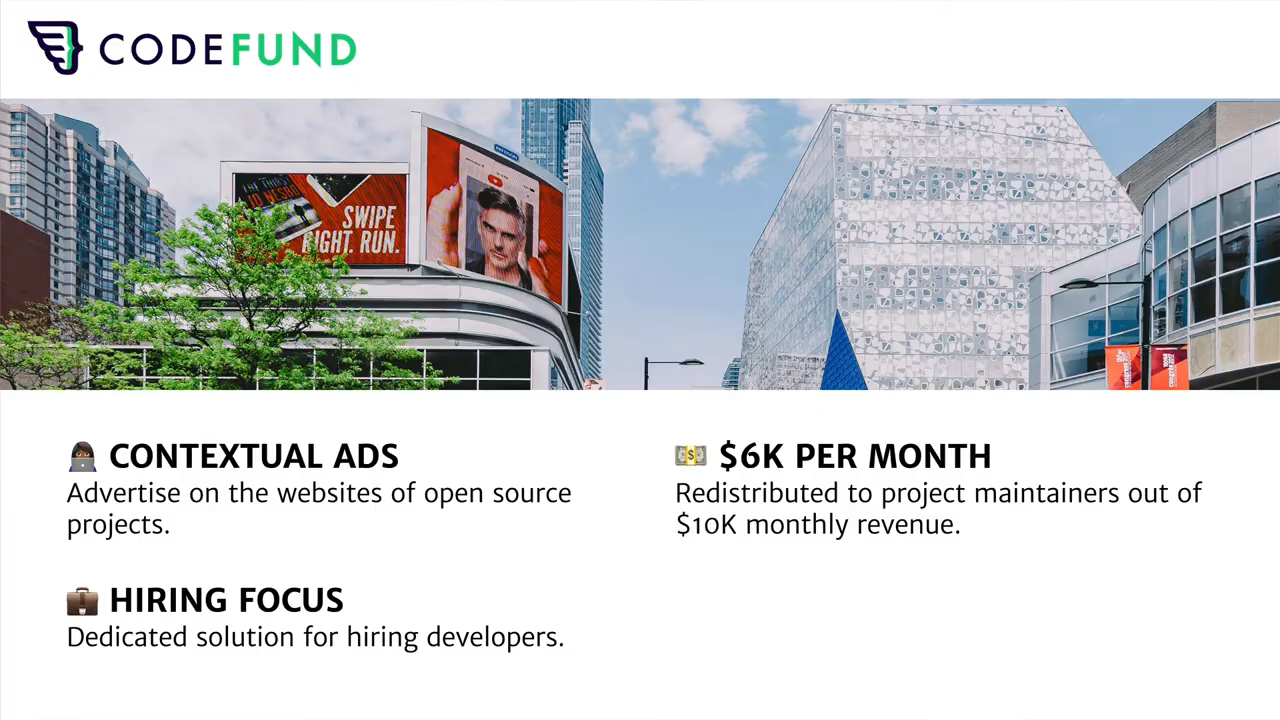 CODEFUND
SWIPE
RIGHT. RUN.
CONTEXTUAL ADS
Advertise on the websites of open source
projects.
$6K PER MONTH
Redistributed to project maintainers out of
$10K monthly revenue.
HIRING FOCUS
Dedicated solution for hiring developers.